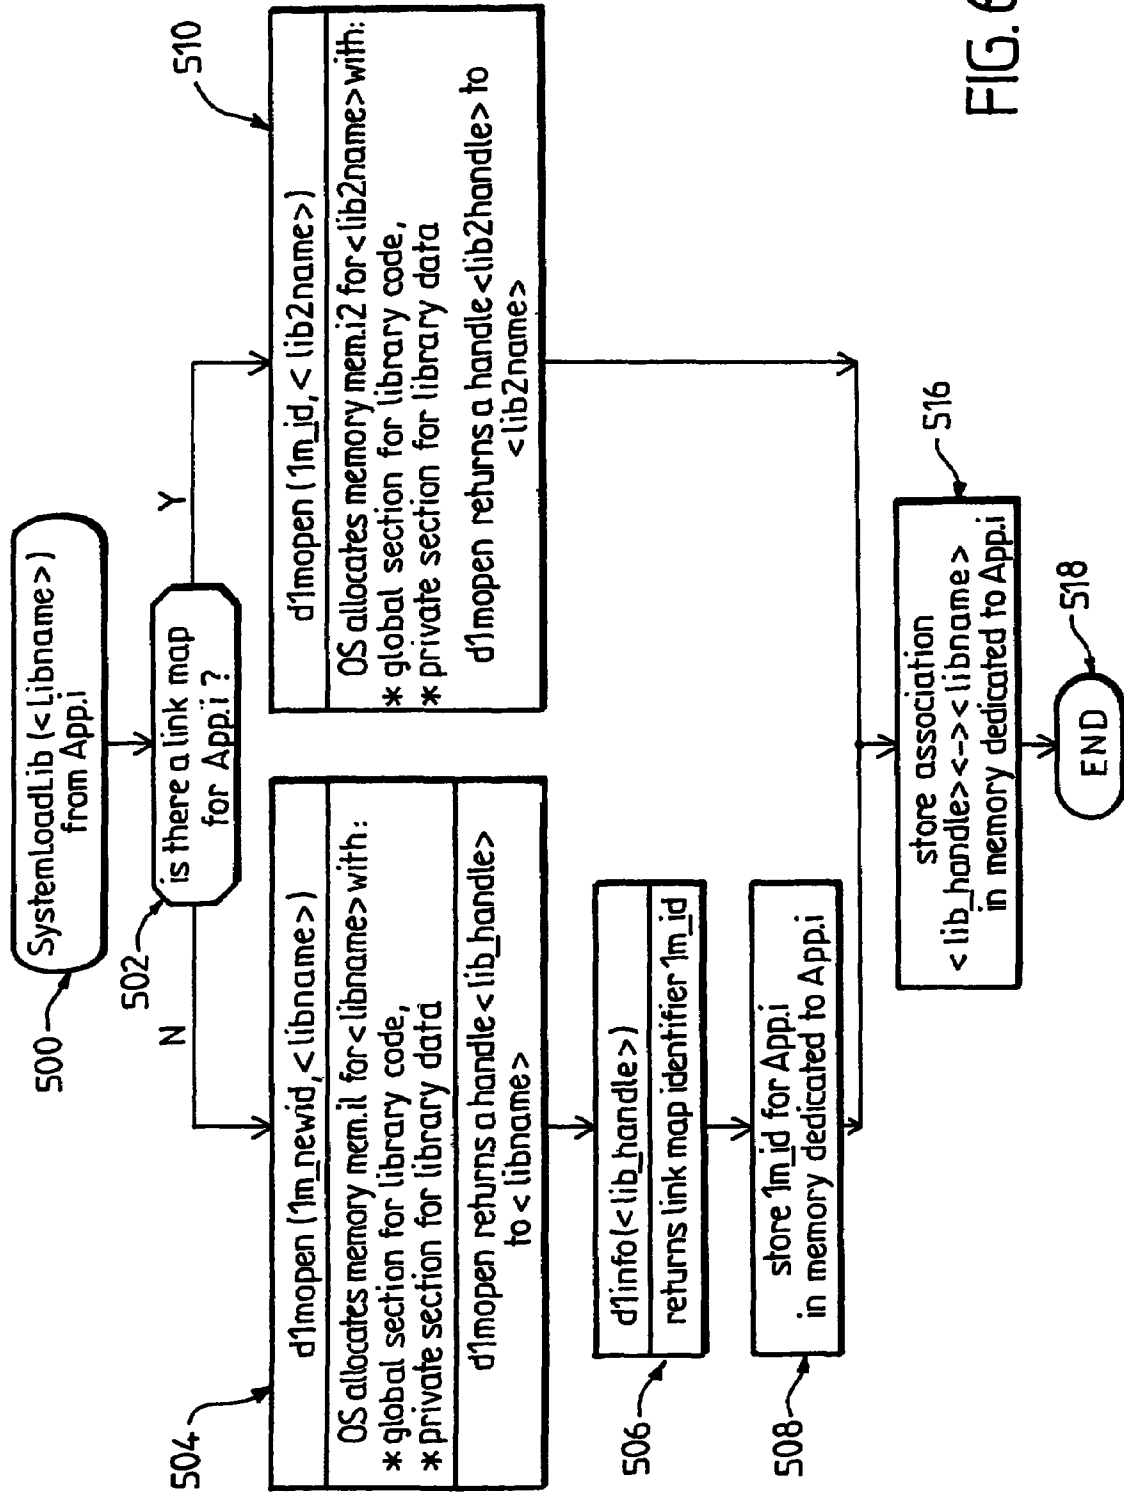 500
SystemLoadLib (<Libname>)
from App.i
502
is there a link map
for App.i ?
N
Y
504
d1mopen (1m_newid, <libname>)
OS allocates memory mem.i1 for <libname> with:
* global section for library code,
* private section for library data
d1mopen returns a handle <lib_handle>
to <libname>
510
d1mopen (1m_id, <lib2name>)
OS allocates memory mem.i2 for <lib2name> with:
* global section for library code,
* private section for library data
d1mopen returns a handle <lib2handle> to
<lib2name>
506
d1info (<lib_handle>)
returns link map identifier 1m_id
508
store 1m_id for App.i
in memory dedicated to App.i
516
store association
<lib_handle><-><libname>
in memory dedicated to App.i
518
END
FIG. 6